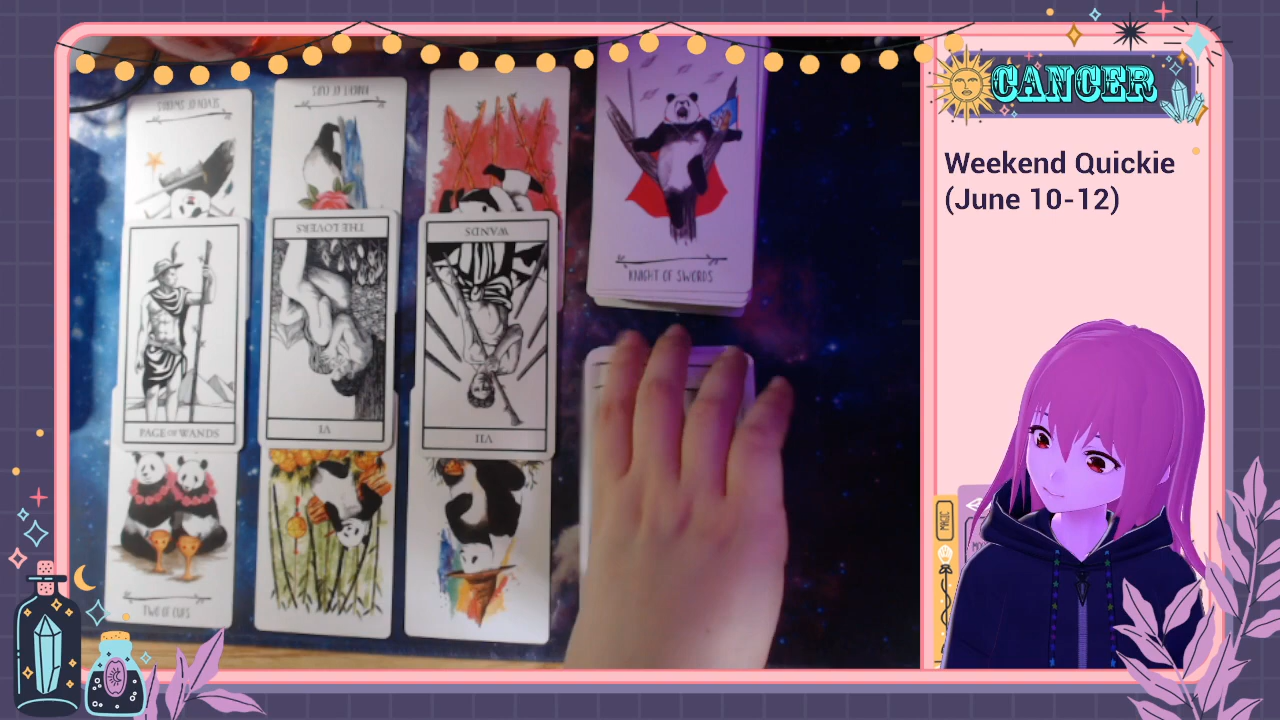 CANCER
Weekend Quickie
(June 10-12)
KNIGHT OF SWORDS
THE LOVERS
WANDS
PAGE OF WANDS
VI
VII
TWO OF CUPS
MAGIC